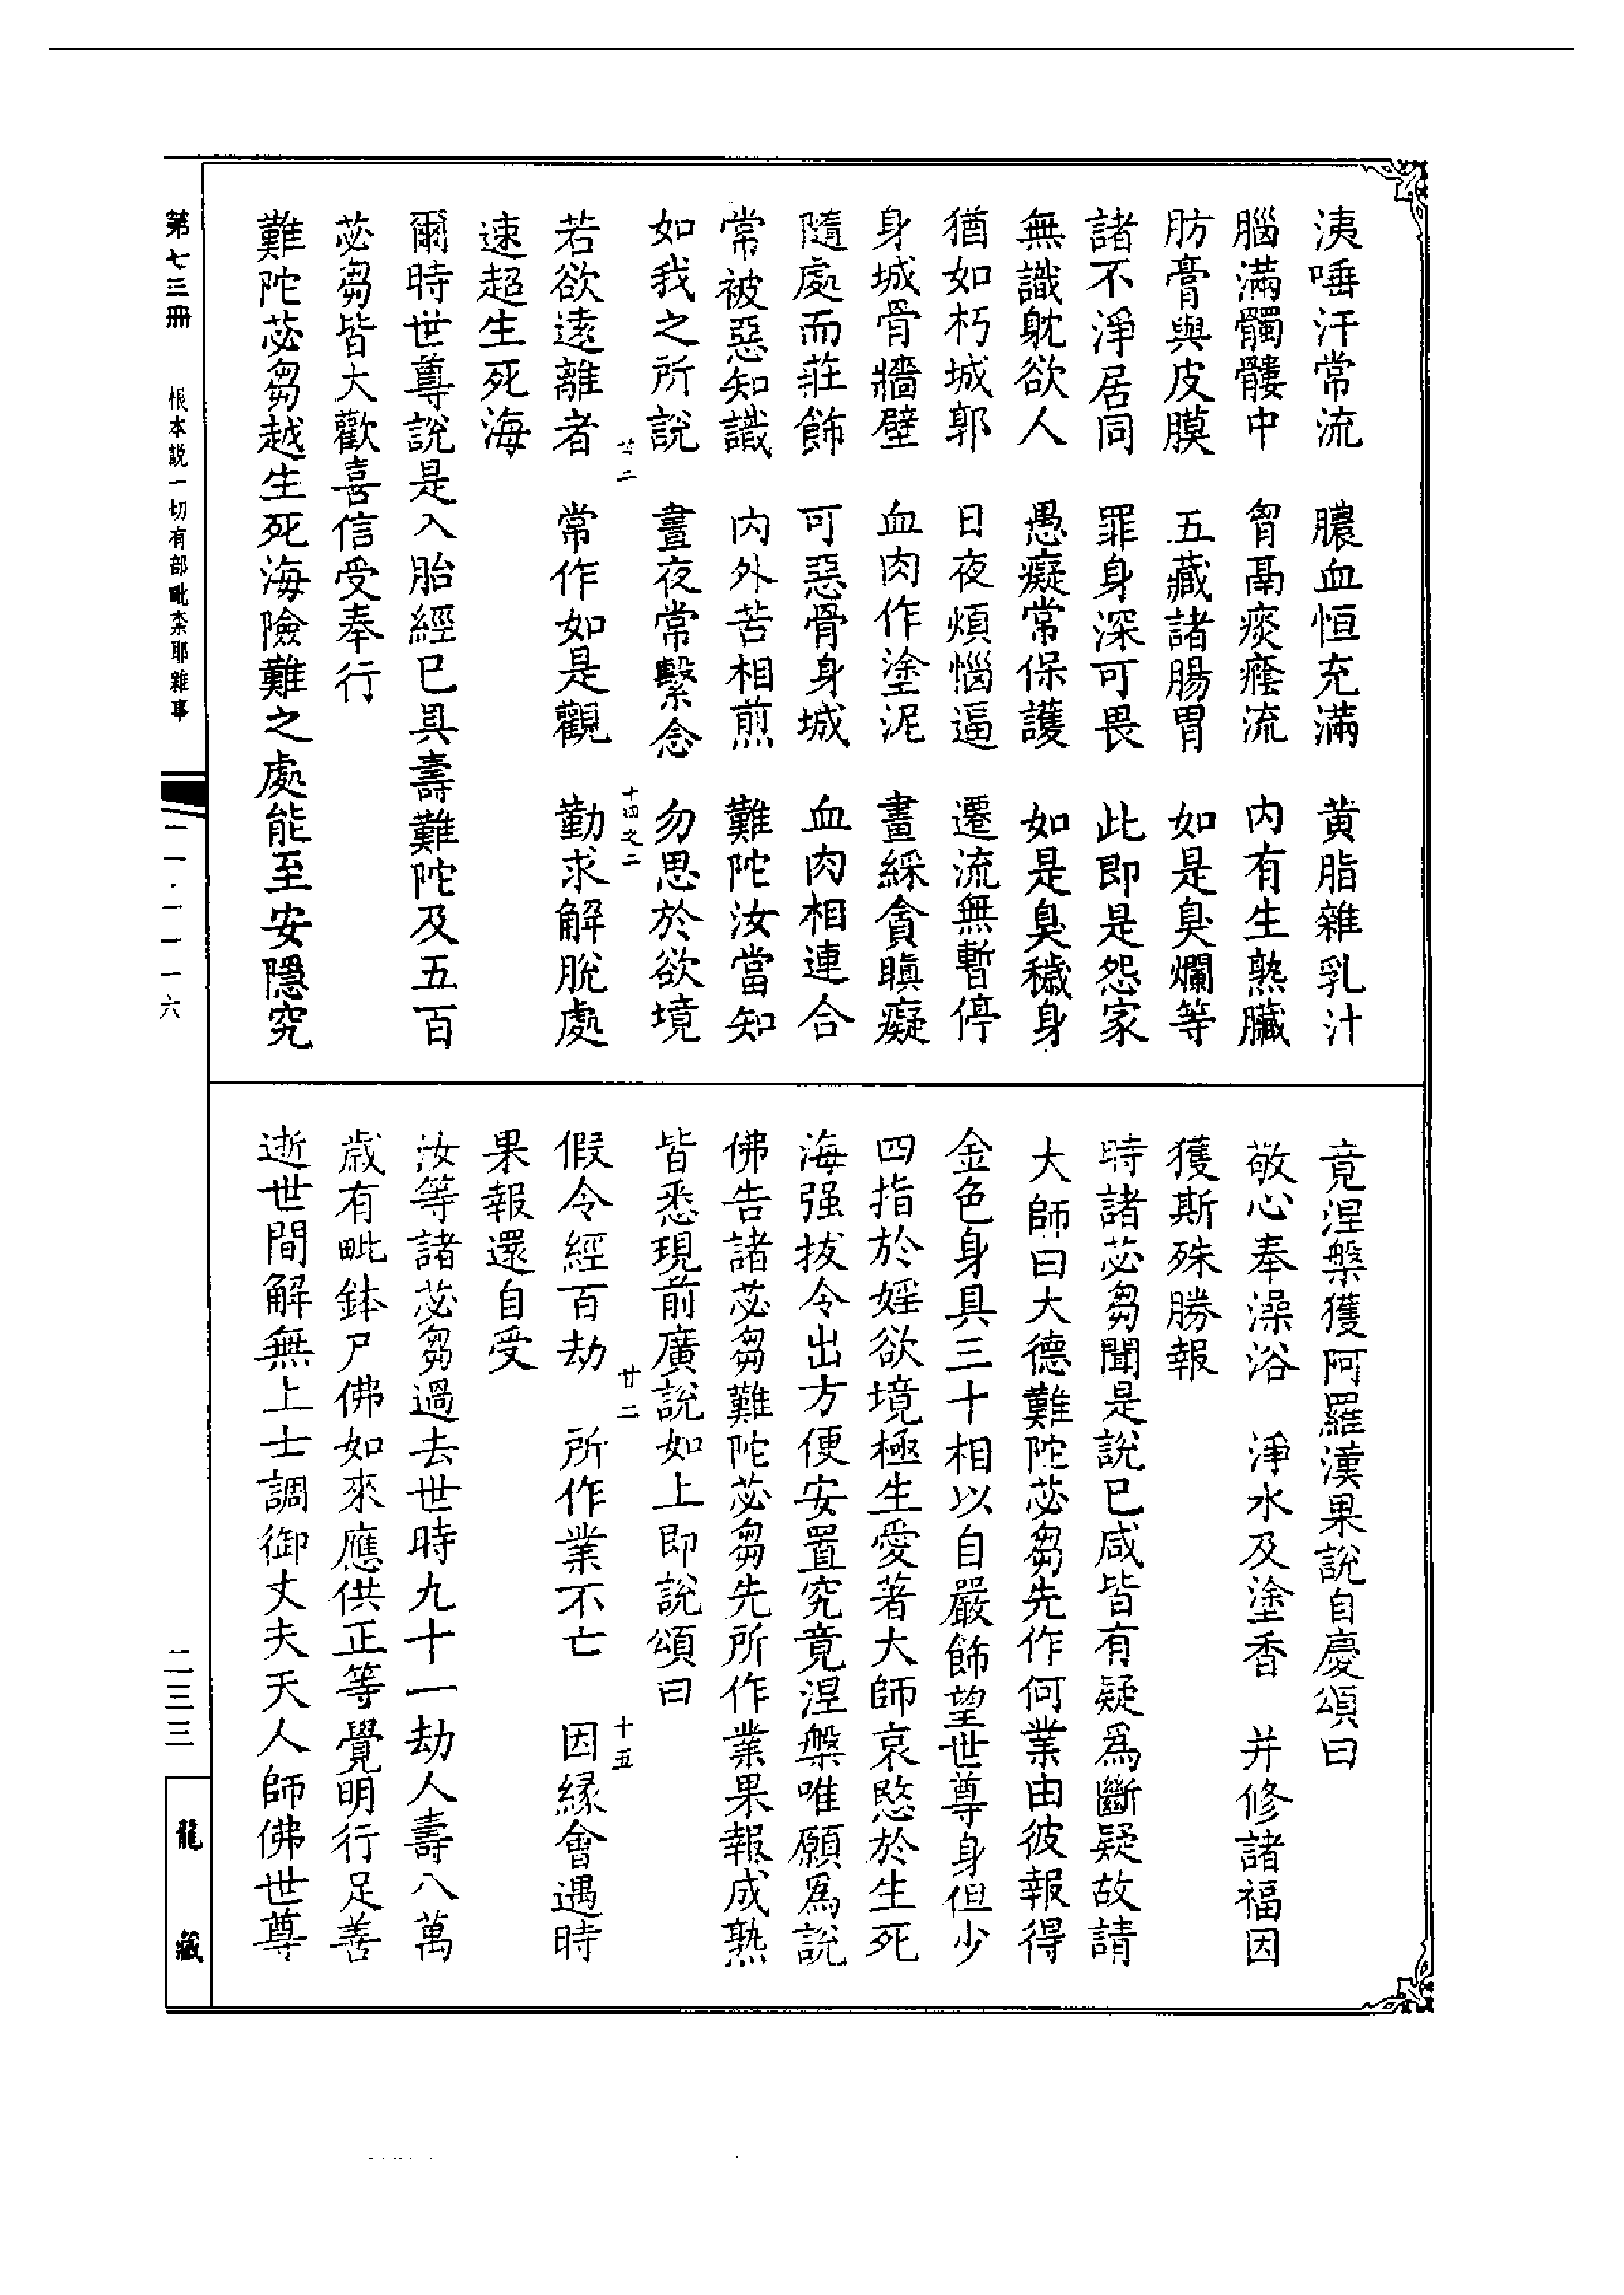 洟唾汗常流　膿血恒充滿　黄脂雜乳汁
腦滿髑髏中　胷鬲痰癊流　内有生熟臟
肪膏與皮膜　五藏諸腸胃　如是臭爛等
諸不淨居同　罪身深可畏　此即是怨家
無識躭欲人　愚癡常保護　如是臭穢身
猶如朽城郭　日夜煩惱逼　遷流無暫停
身城骨牆壁　血肉作塗泥　畫綵貪瞋癡
隨處而莊飾　可惡骨身城　血肉相連合
常被惡知識　内外苦相煎　難陀汝當知
如我之所說　晝夜常繫念　勿思於欲境
廿二　十四之二
若欲遠離者　常作如是觀　勤求解脫處
速超生死海
爾時世尊說是入胎經已具壽難陀及五百
苾芻皆大歡喜信受奉行
難陀苾芻越生死海險難之處能至安隱究
竟涅槃獲阿羅漢果說自慶頌曰
敬心奉澡浴　淨水及塗香　并修諸福因
獲斯殊勝報
時諸苾芻聞是說已咸皆有疑爲斷疑故請
大師曰大德難陀苾芻先作何業由彼報得
金色身具三十相以自嚴飾望世尊身但少
四指於婬欲境極生愛著大師哀愍於生死
海强拔令出方便安置究竟涅槃唯願爲說
佛告諸苾芻難陀苾芻先所作業果報成熟
皆悉現前廣說如上即說頌曰
廿二　十五
假令經百劫　所作業不亡　因緣會遇時
果報還自受
汝等諸苾芻過去世時九十一劫人壽八萬
歲有毗鉢尸佛如來應供正等覺明行足善
逝世間解無上士調御丈夫天人師佛世尊
第七三冊　根本説一切有部毗柰耶雜事
二三三
龍藏